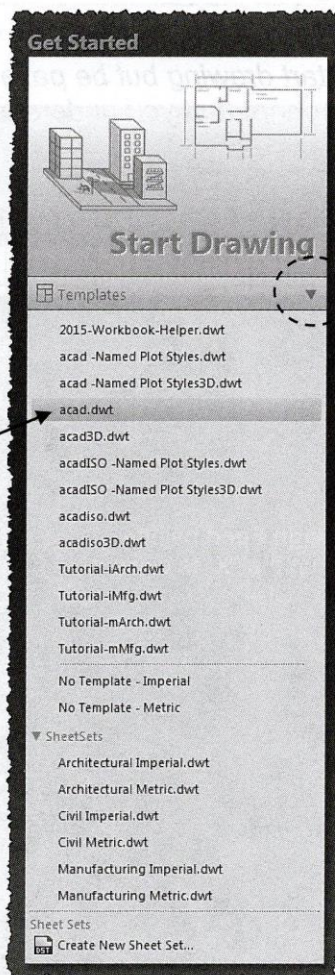 Get Started
Start Drawing
Templates
2015-Workbook-Helper.dwt
acad -Named Plot Styles.dwt
acad -Named Plot Styles3D.dwt
acad.dwt
acad3D.dwt
acadISO -Named Plot Styles.dwt
acadISO -Named Plot Styles3D.dwt
acadiso.dwt
acadiso3D.dwt
Tutorial-iArch.dwt
Tutorial-iMfg.dwt
Tutorial-mArch.dwt
Tutorial-mMfg.dwt
No Template - Imperial
No Template - Metric
SheetSets
Architectural Imperial.dwt
Architectural Metric.dwt
Civil Imperial.dwt
Civil Metric.dwt
Manufacturing Imperial.dwt
Manufacturing Metric.dwt
Sheet Sets
DST Create New Sheet Set...